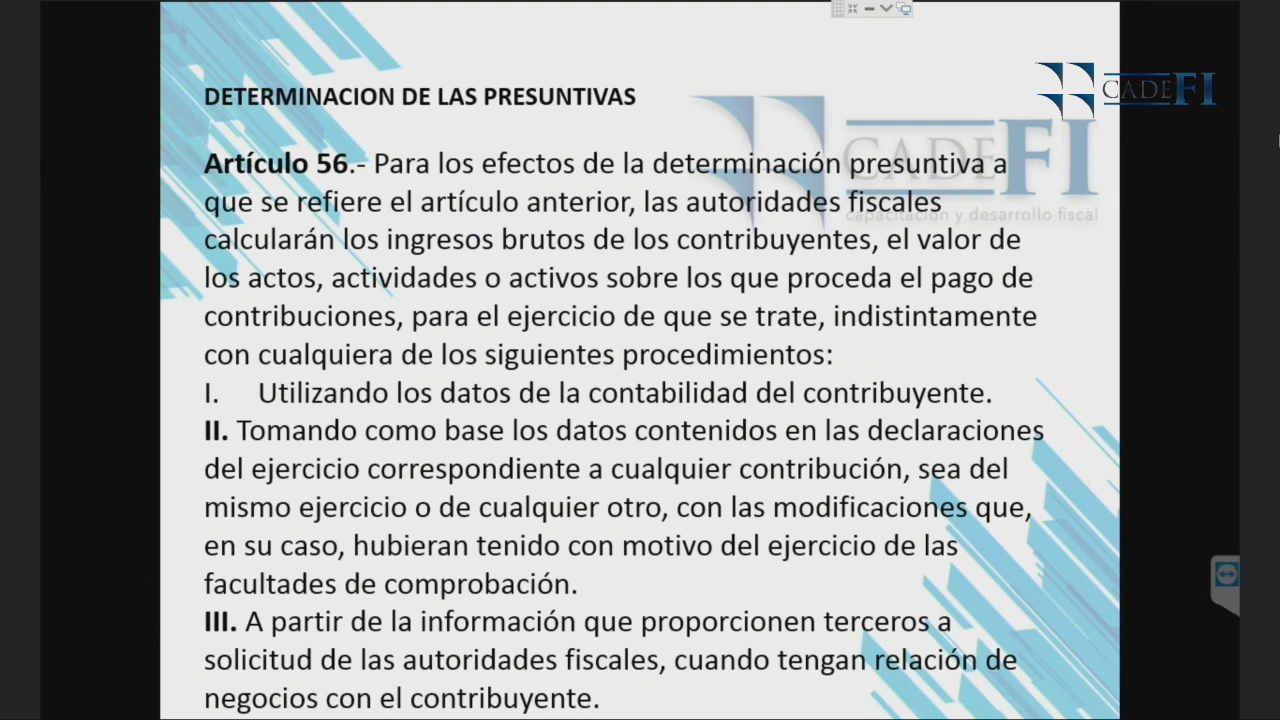 CADEFI
DETERMINACION DE LAS PRESUNTIVAS
CADEFI
capacitación y desarrollo fiscal
Artículo 56.- Para los efectos de la determinación presuntiva a
que se refiere el artículo anterior, las autoridades fiscales
calcularán los ingresos brutos de los contribuyentes, el valor de
los actos, actividades o activos sobre los que proceda el pago de
contribuciones, para el ejercicio de que se trate, indistintamente
con cualquiera de los siguientes procedimientos:
I. Utilizando los datos de la contabilidad del contribuyente.
II. Tomando como base los datos contenidos en las declaraciones
del ejercicio correspondiente a cualquier contribución, sea del
mismo ejercicio o de cualquier otro, con las modificaciones que,
en su caso, hubieran tenido con motivo del ejercicio de las
facultades de comprobación.
III. A partir de la información que proporcionen terceros a
solicitud de las autoridades fiscales, cuando tengan relación de
negocios con el contribuyente.